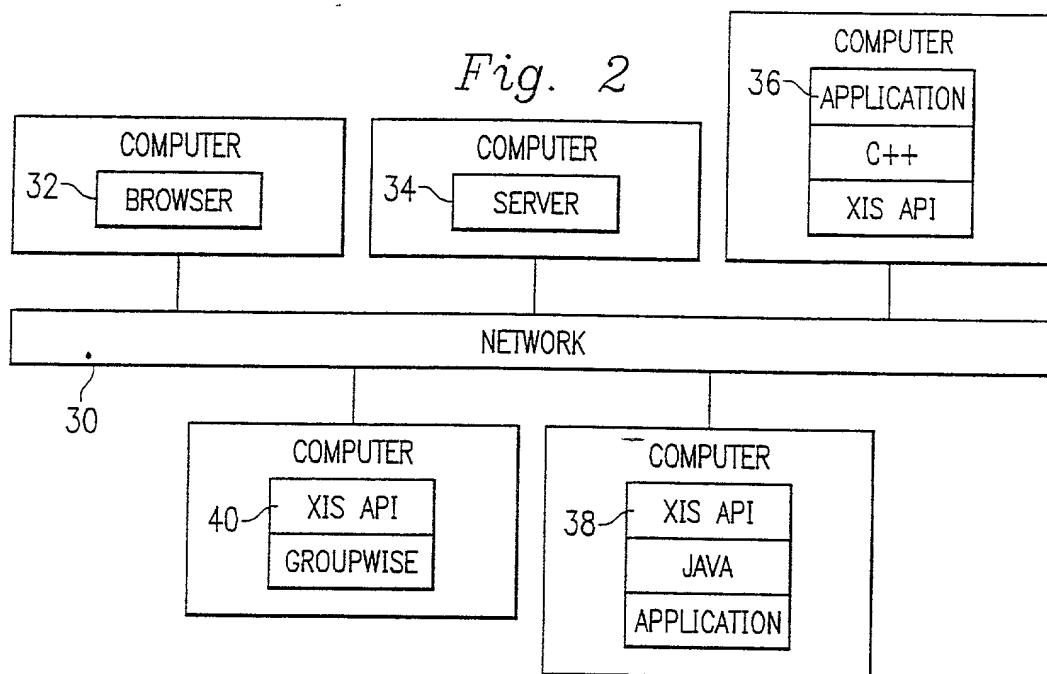 Fig. 2
COMPUTER
32
BROWSER
COMPUTER
34
SERVER
COMPUTER
36
APPLICATION
C++
XIS API
NETWORK
30
COMPUTER
40
XIS API
GROUPWISE
COMPUTER
38
XIS API
JAVA
APPLICATION